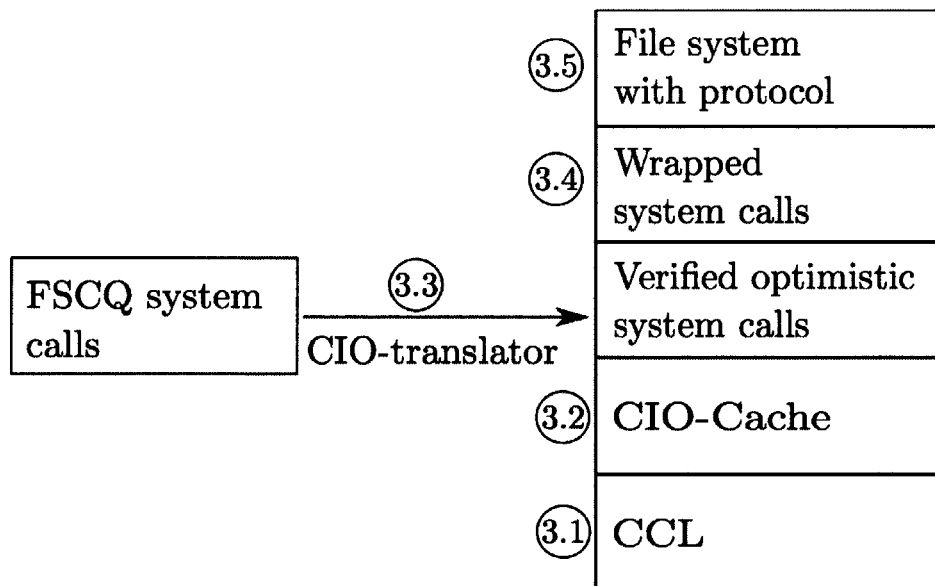 3.5
File system
with protocol
3.4
Wrapped
system calls
3.3
FSCQ system
calls
CIO-translator
Verified optimistic
system calls
3.2
CIO-Cache
3.1
CCL